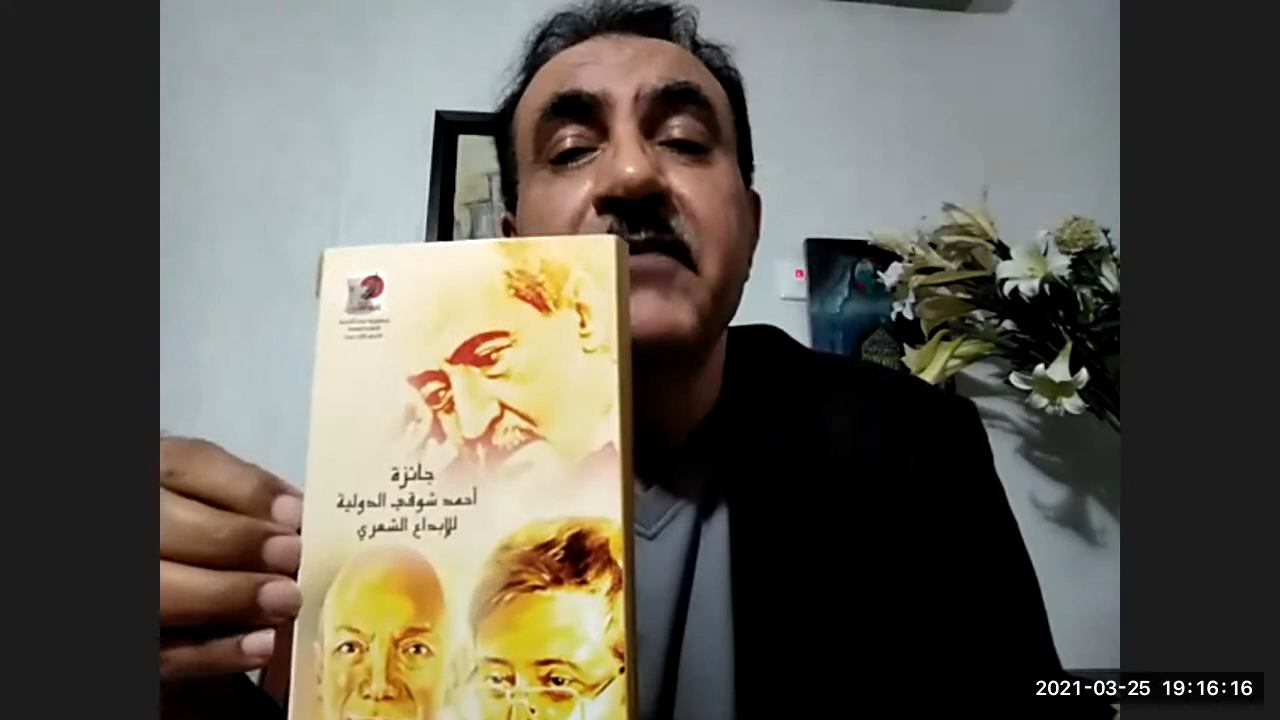 جائزة
أحمد شوقي الدولية
للإبداع الشعري
2021-03-25 19:16:16